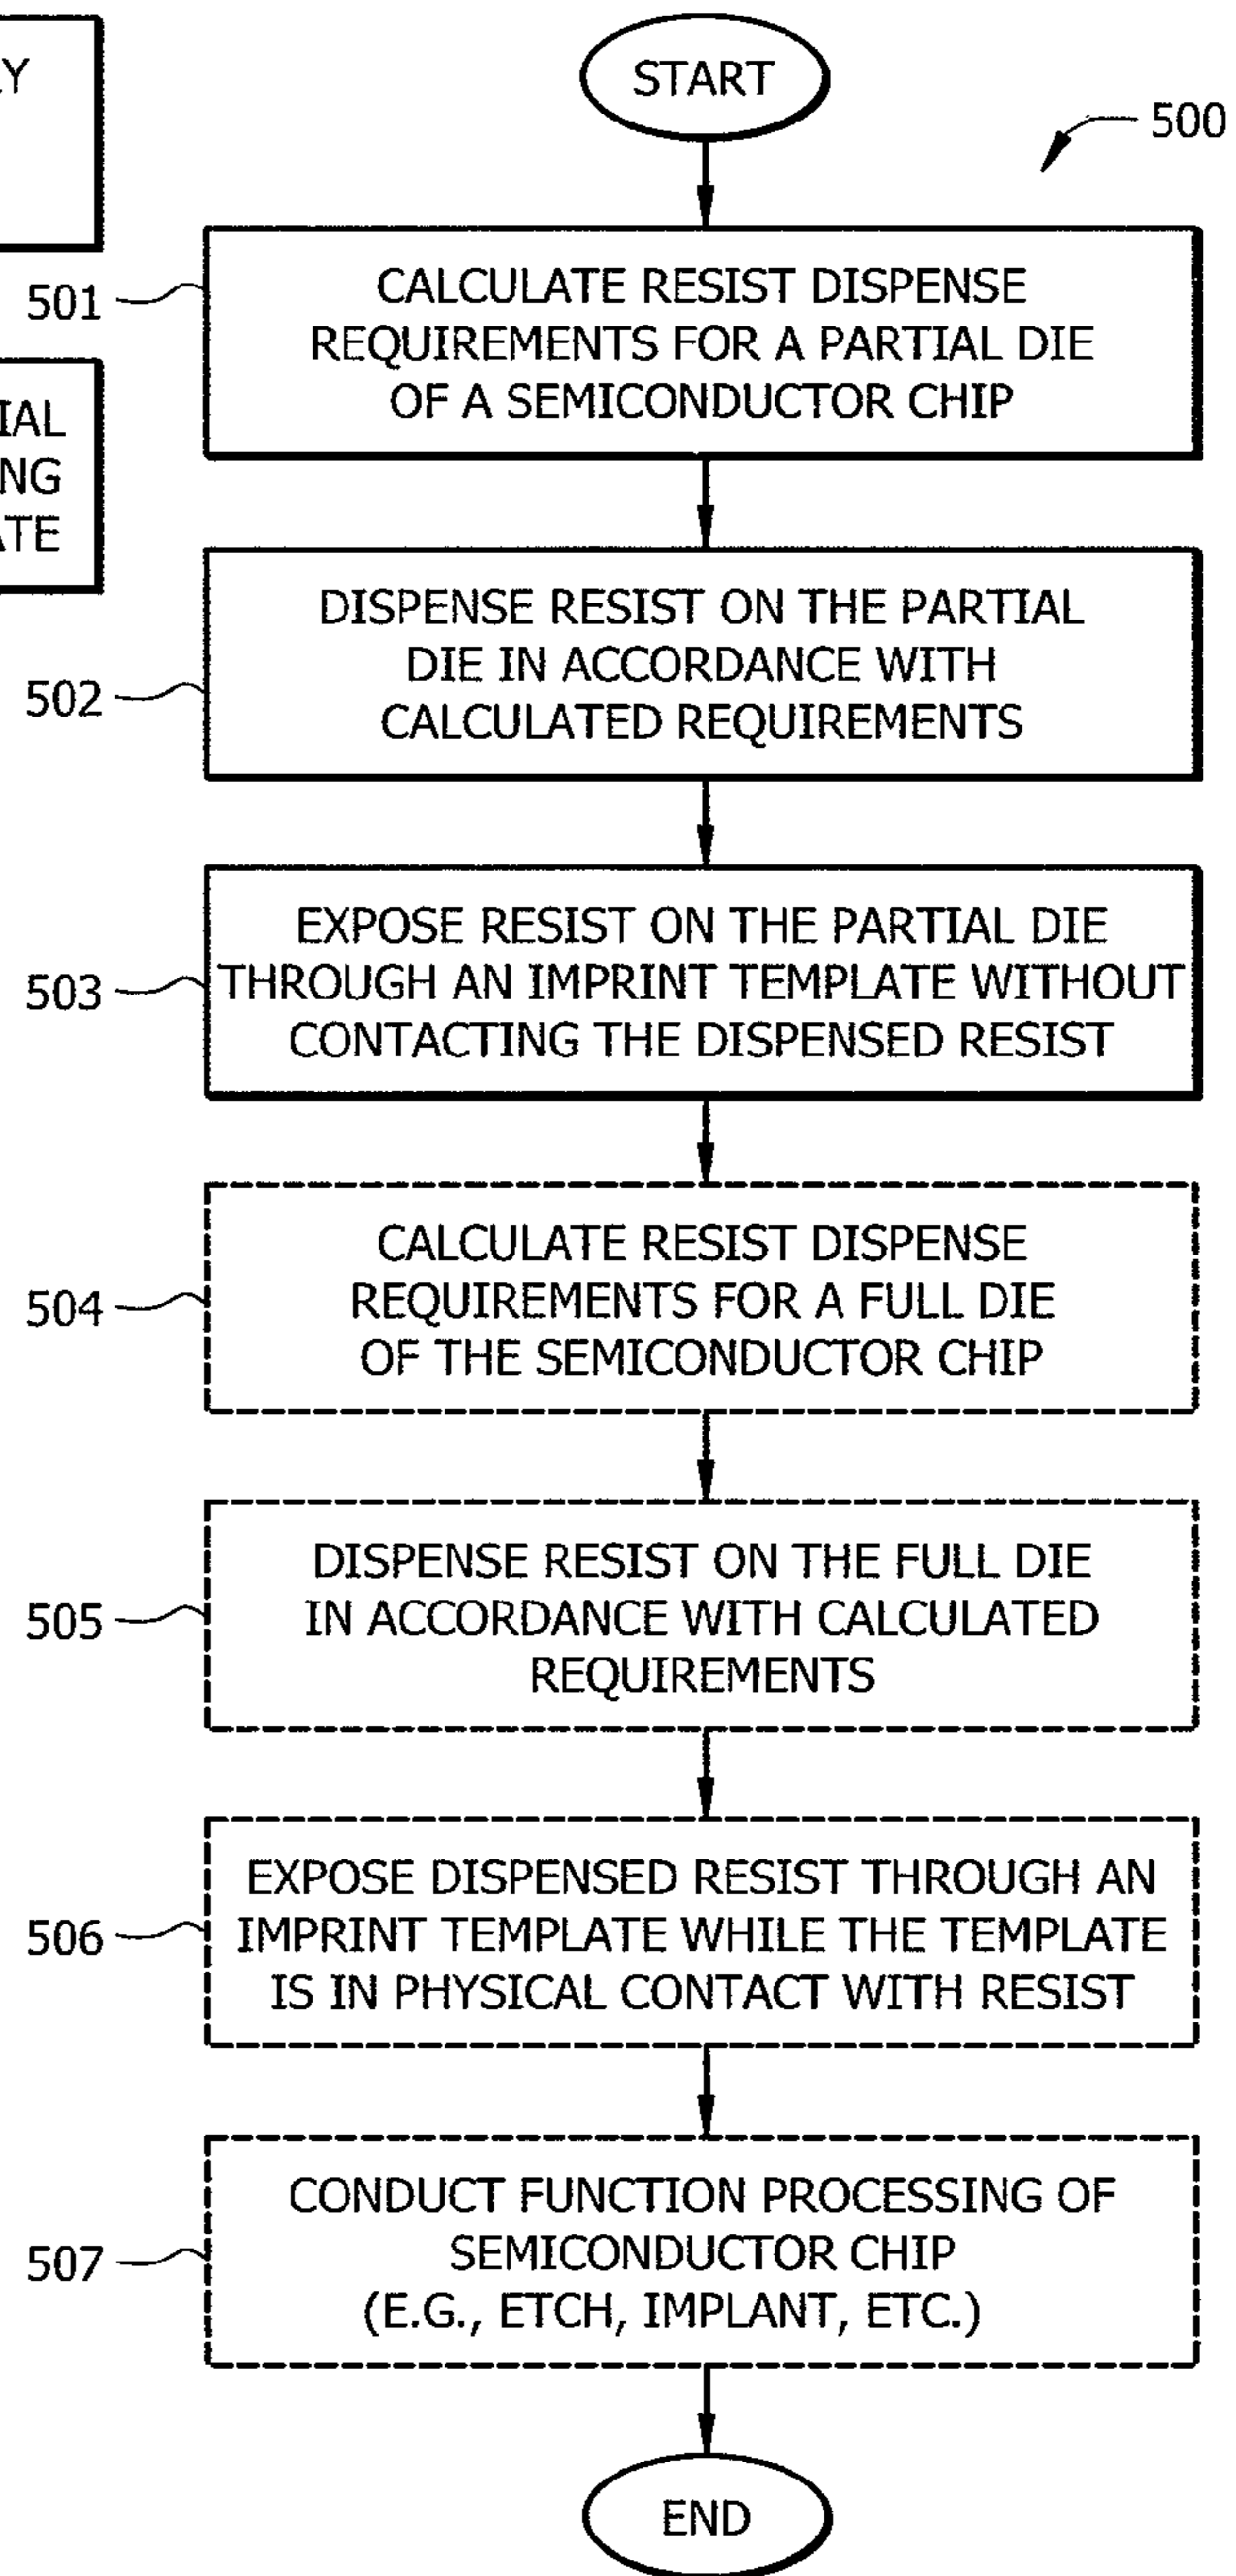 START
500
501
CALCULATE RESIST DISPENSE
REQUIREMENTS FOR A PARTIAL DIE
OF A SEMICONDUCTOR CHIP
502
DISPENSE RESIST ON THE PARTIAL
DIE IN ACCORDANCE WITH
CALCULATED REQUIREMENTS
503
EXPOSE RESIST ON THE PARTIAL DIE
THROUGH AN IMPRINT TEMPLATE WITHOUT
CONTACTING THE DISPENSED RESIST
504
CALCULATE RESIST DISPENSE
REQUIREMENTS FOR A FULL DIE
OF THE SEMICONDUCTOR CHIP
505
DISPENSE RESIST ON THE FULL DIE
IN ACCORDANCE WITH CALCULATED
REQUIREMENTS
506
EXPOSE DISPENSED RESIST THROUGH AN
IMPRINT TEMPLATE WHILE THE TEMPLATE
IS IN PHYSICAL CONTACT WITH RESIST
507
CONDUCT FUNCTION PROCESSING OF
SEMICONDUCTOR CHIP
(E.G., ETCH, IMPLANT, ETC.)
END